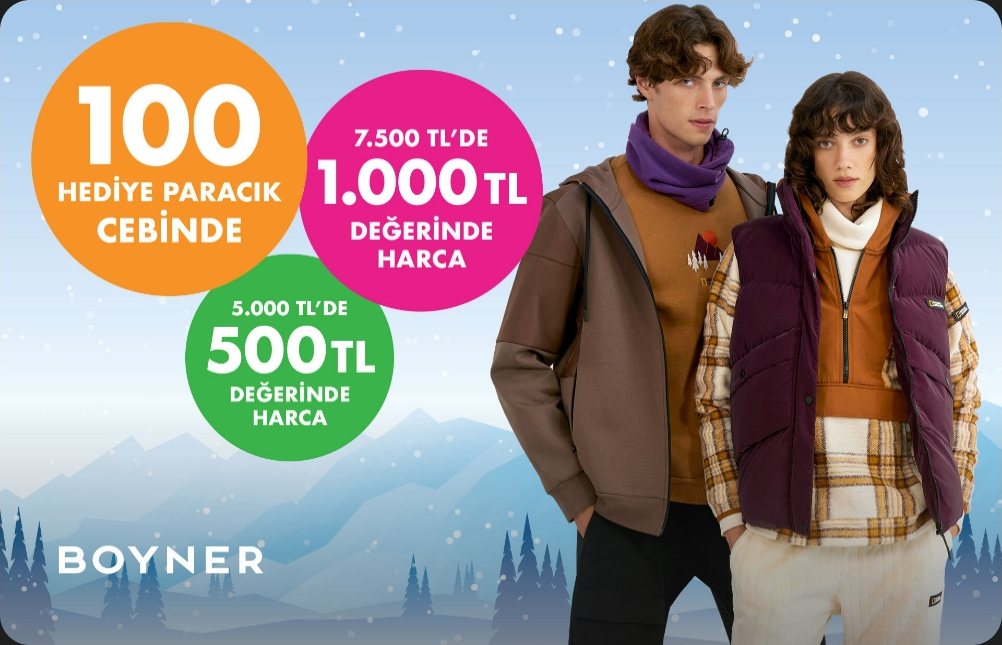 100
HEDİYE PARACIK
CEBİNDE
7.500 TL'DE
1.000 TL
DEĞERİNDE
HARCA
5.000 TL'DE
500 TL
DEĞERİNDE
HARCA
BOYNER